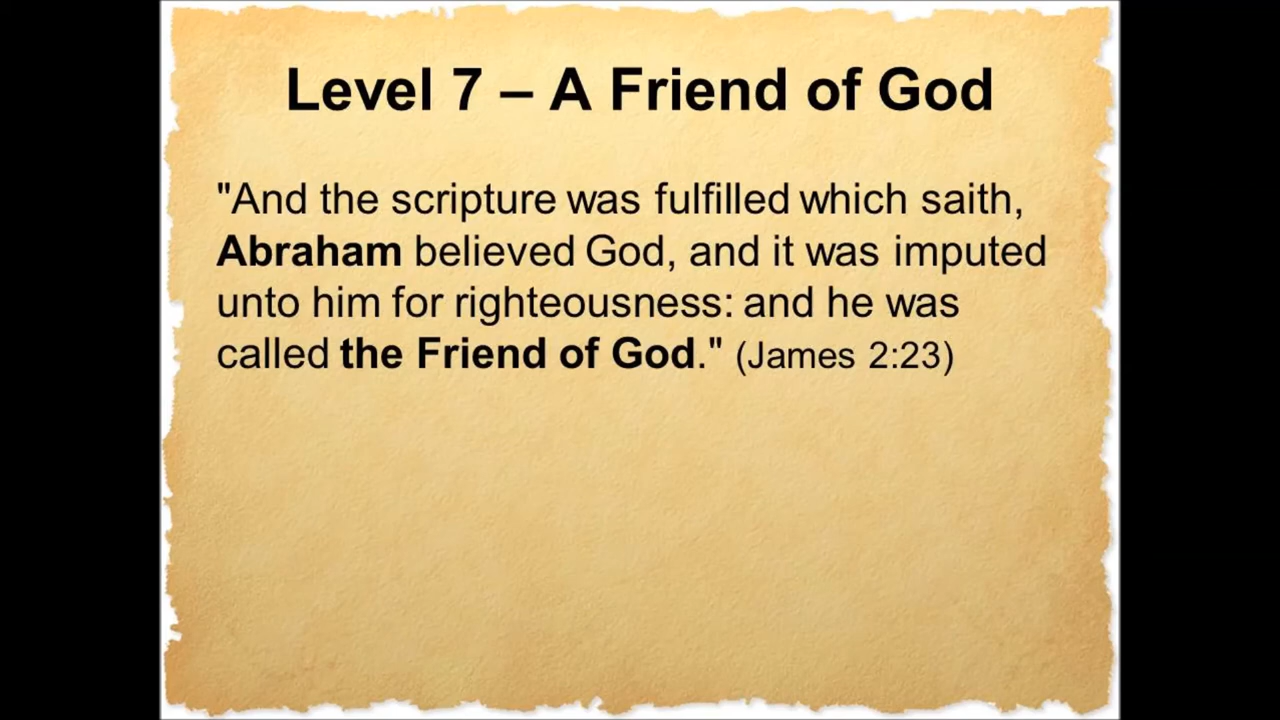 Level 7 – A Friend of God
"And the scripture was fulfilled which saith,
Abraham believed God, and it was imputed
unto him for righteousness: and he was
called the Friend of God." (James 2:23)